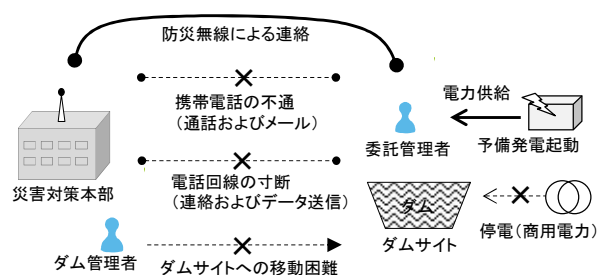 防災無線による連絡
携帯電話の不通
（通話およびメール）
電力供給
委託管理者
予備発電起動
災害対策本部
電話回線の寸断
（連絡およびデータ送信）
ダム
ダムサイト
停電（商用電力）
ダム管理者
ダムサイトへの移動困難